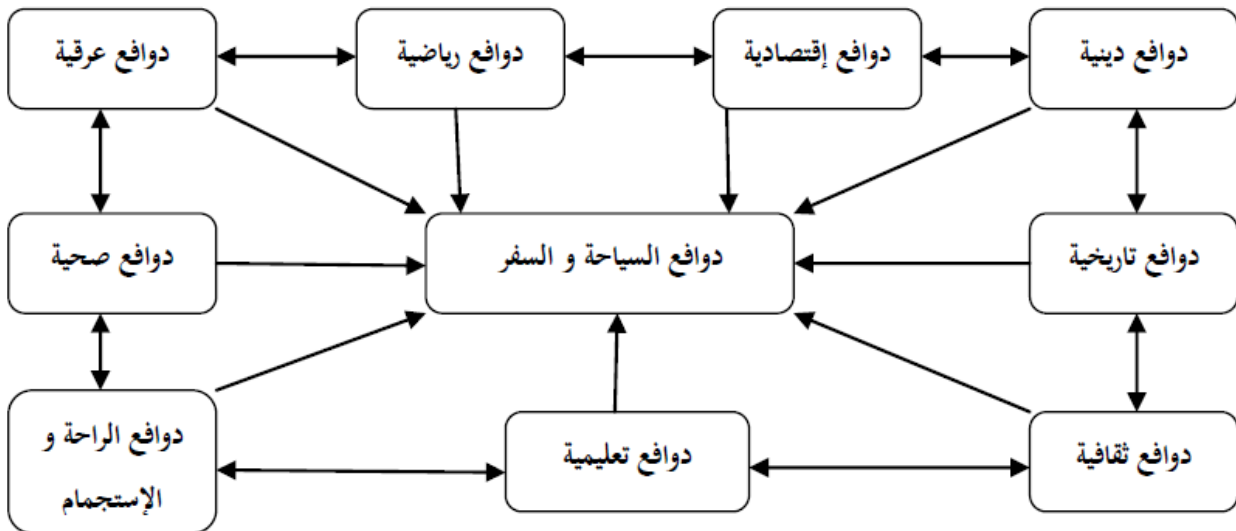 دوافع دينية
دوافع إقتصادية
دوافع رياضية
دوافع عرقية
دوافع تاريخية
دوافع السياحة و السفر
دوافع صحية
دوافع ثقافية
دوافع تعليمية
دوافع الراحة و
الإستجمام